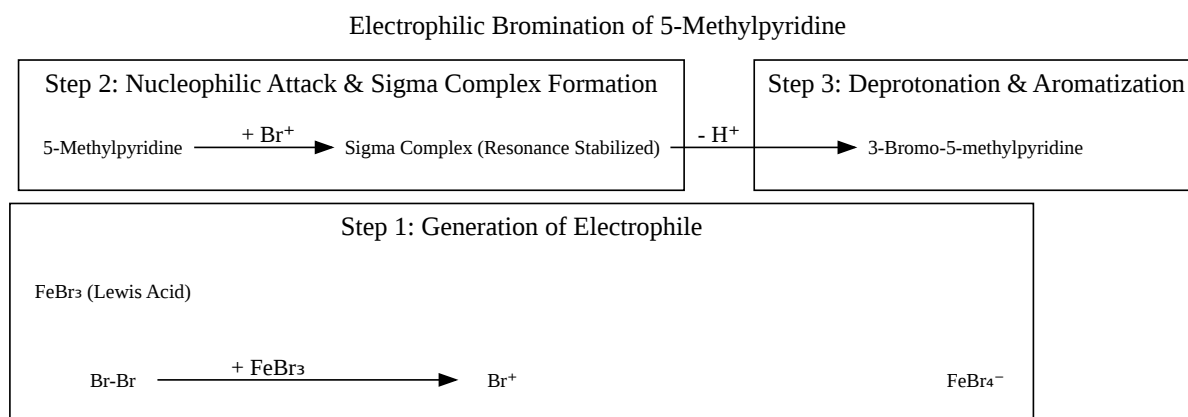 Electrophilic Bromination of 5-Methylpyridine
Step 2: Nucleophilic Attack & Sigma Complex Formation
5-Methylpyridine
+ Br⁺
Sigma Complex (Resonance Stabilized)
- H⁺
Step 3: Deprotonation & Aromatization
3-Bromo-5-methylpyridine
Step 1: Generation of Electrophile
FeBr₃ (Lewis Acid)
Br-Br
+ FeBr₃
Br⁺
FeBr₄⁻